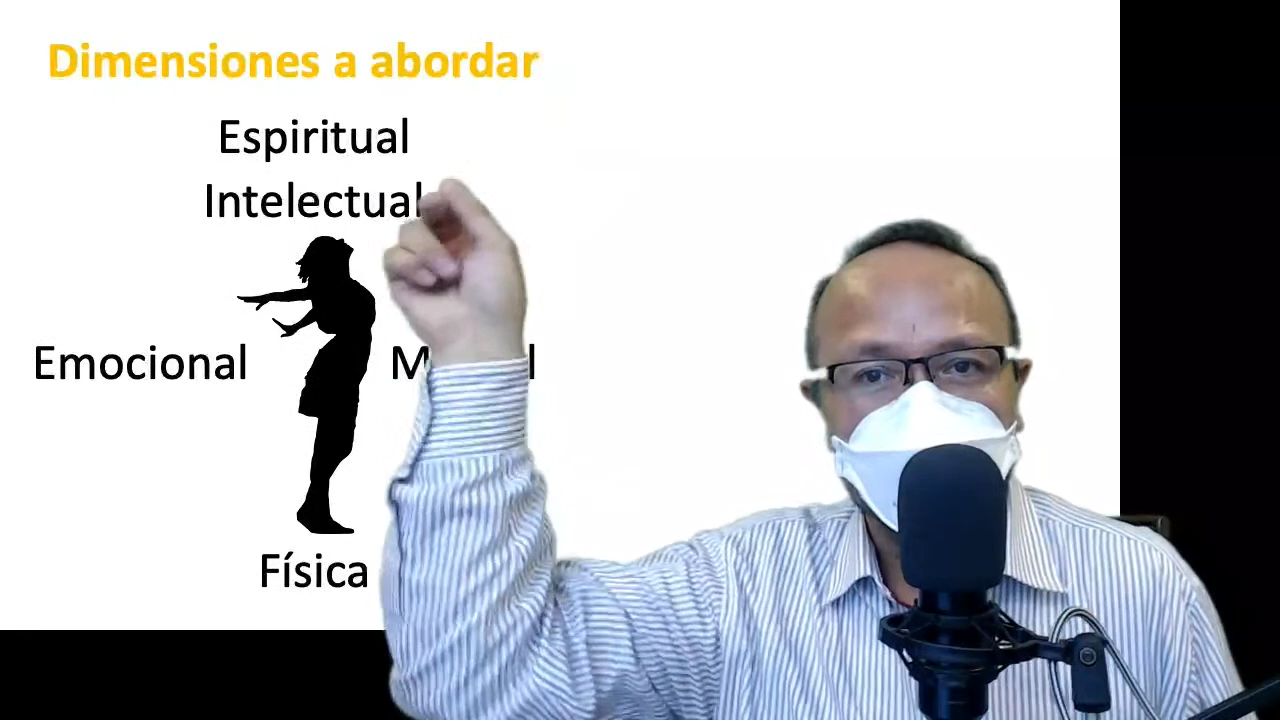 Dimensiones a abordar
Espiritual
Intelectual
Emocional
Física